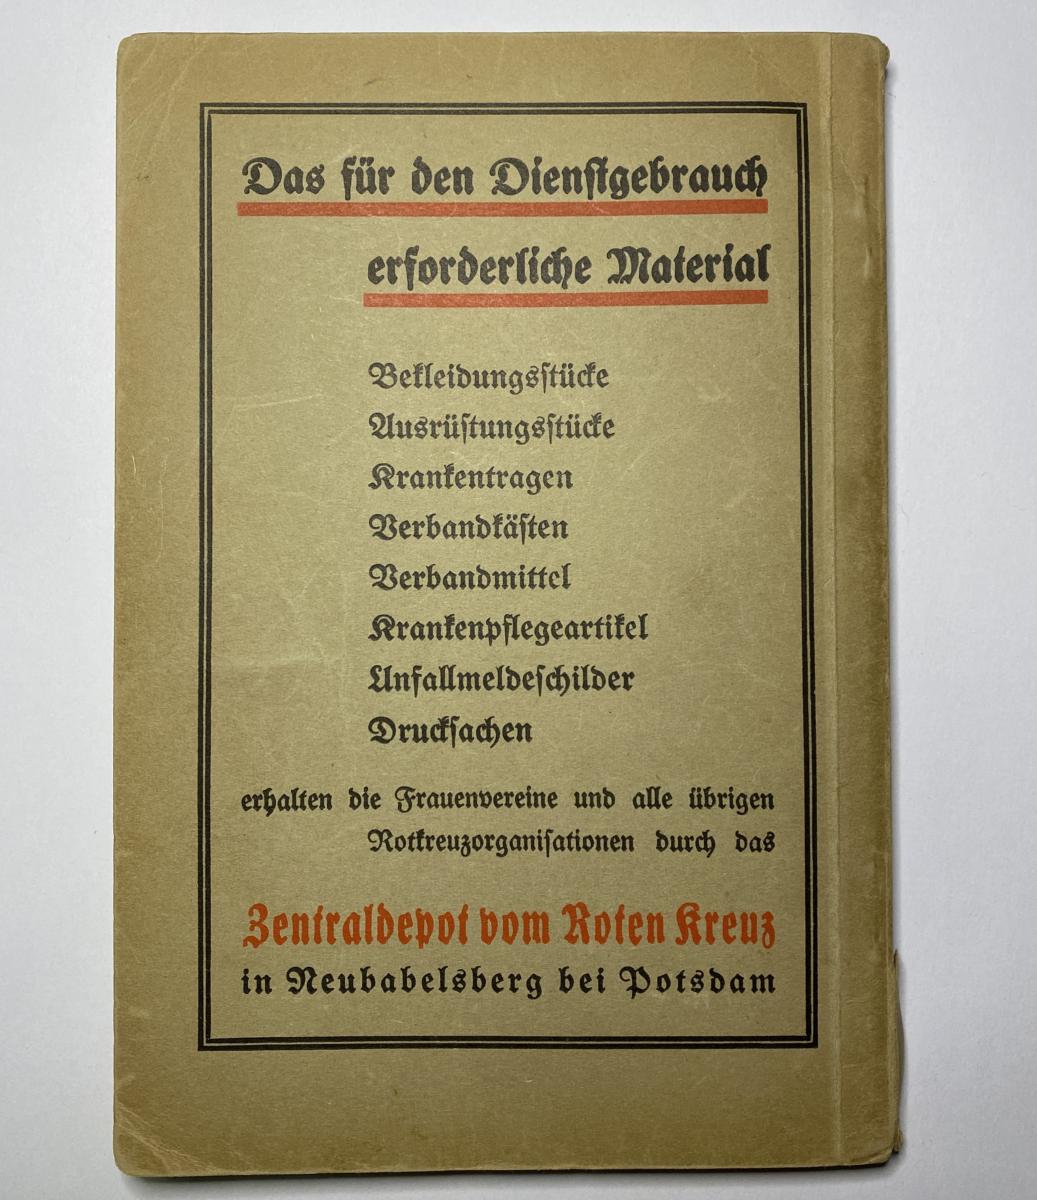 Das für den Dienſtgebrauch
erforderliche Material
Bekleidungsſtücke
Ausrüſtungsſtücke
Krankentragen
Verbandkäſten
Verbandmittel
Krankenpflegeartikel
Unfallmeldeſchilder
Druckſachen
erhalten die Frauenvereine und alle übrigen
Rotkreuzorganiſationen durch das
Zentraldepot vom Roten Kreuz
in Neubabelsberg bei Potsdam